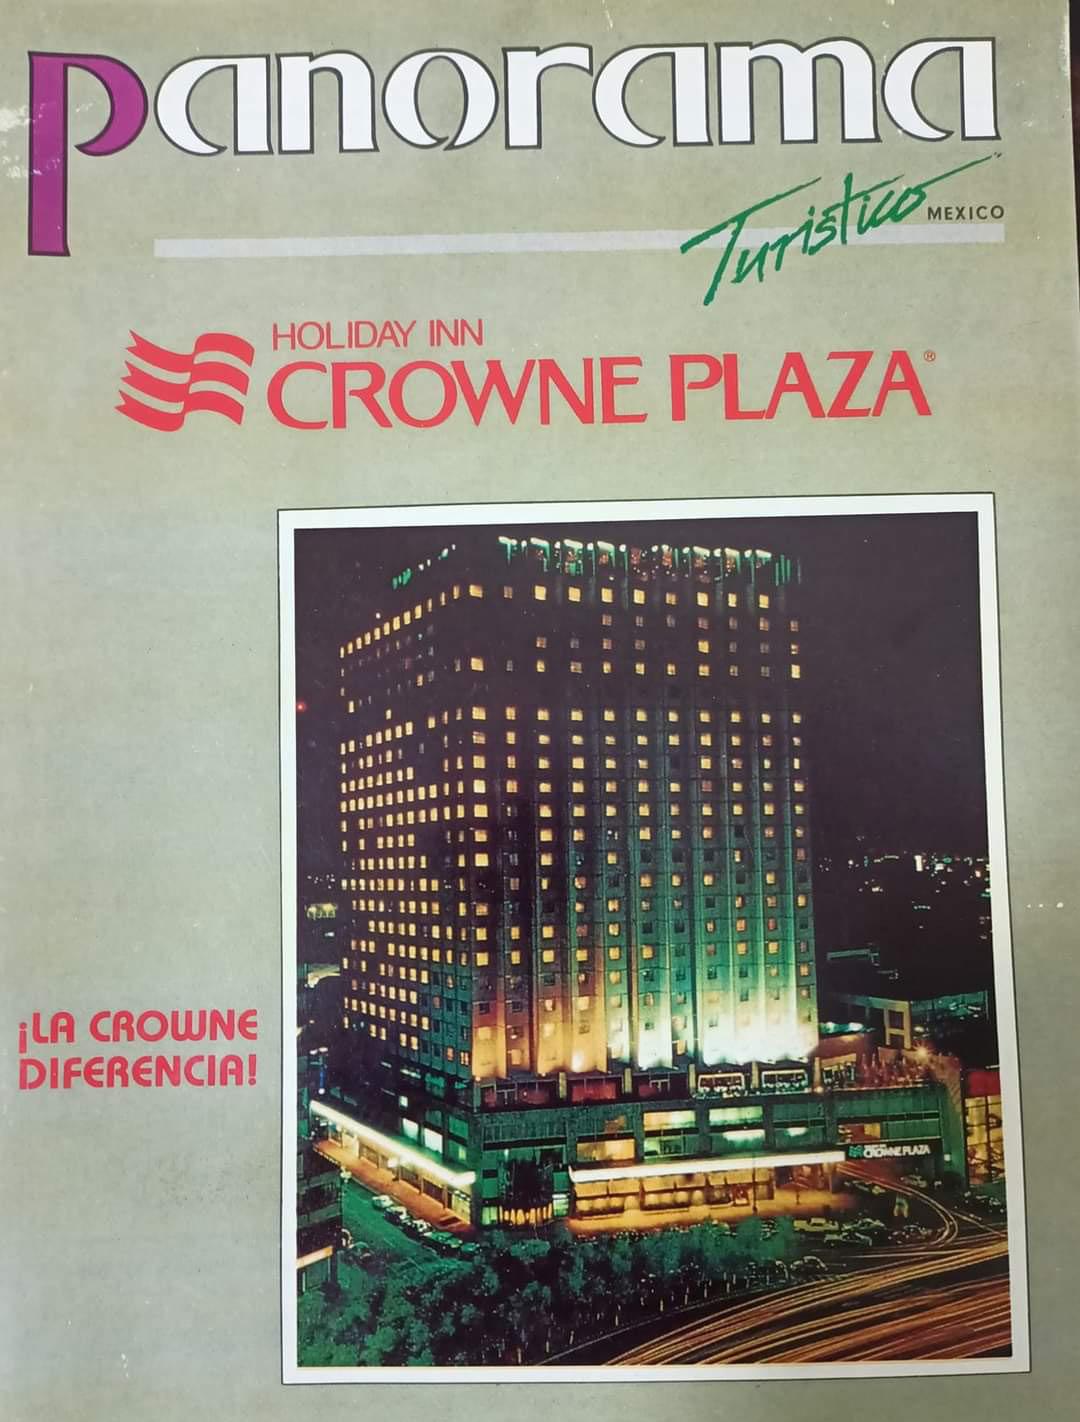 panorama
Turistico MEXICO
HOLIDAY INN
CROWNE PLAZA®
¡LA CROWNE
DIFERENCIA!
CROWNE PLAZA